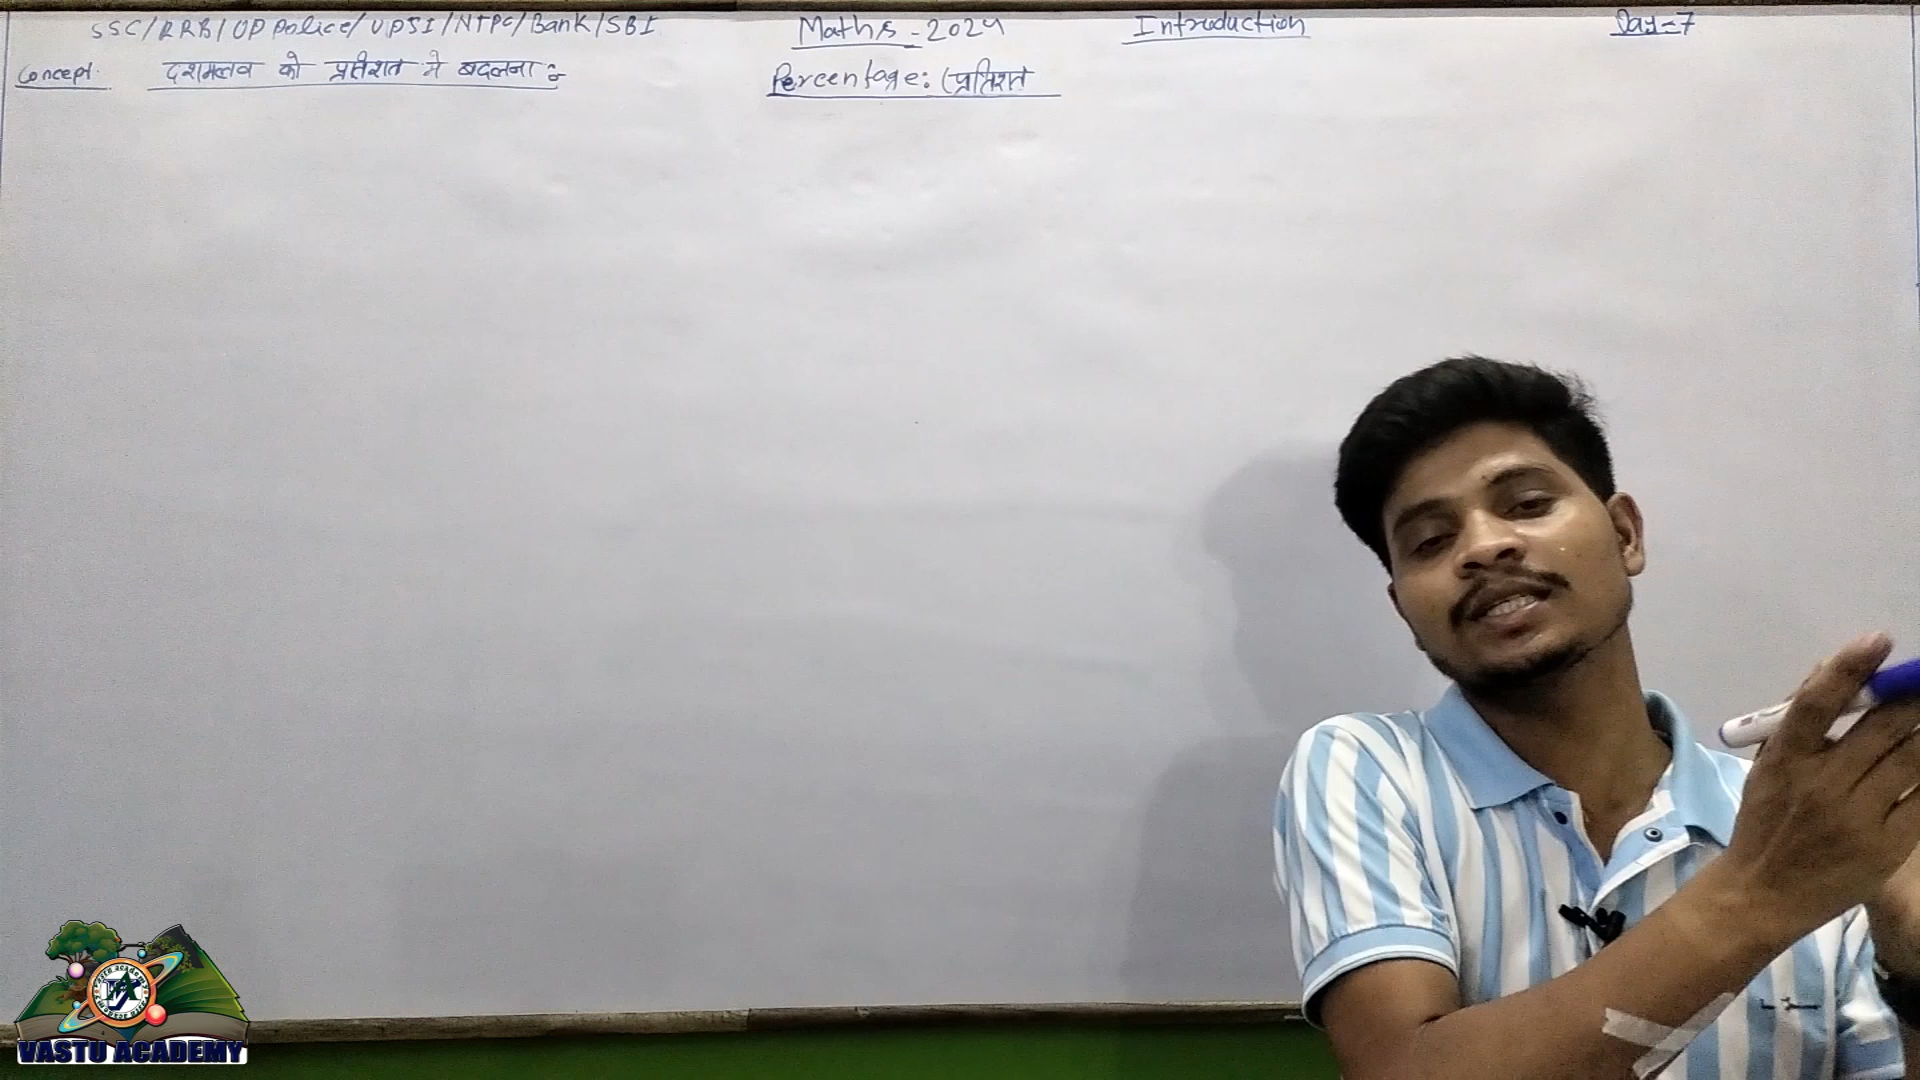 SSC/RRB/UP Police/UPSI/NTPC/Bank/SBI Maths - 2024 Introduction Day-7
Concept: दशमलव को प्रतिशत मे बदलना :- Percentage: (प्रतिशत
VASTU ACADEMY